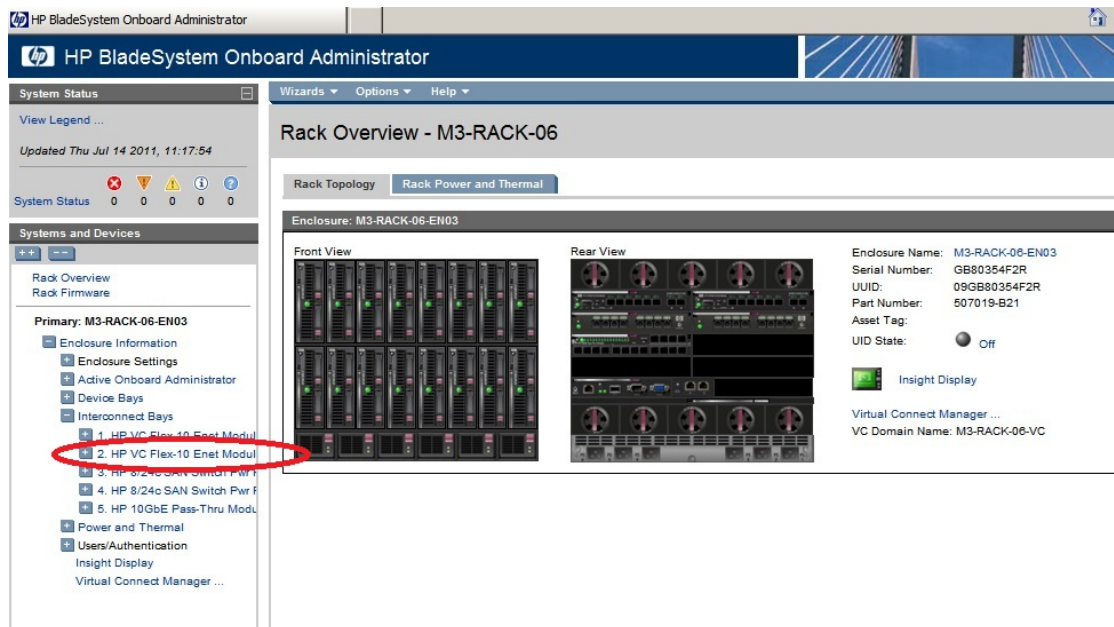 HP BladeSystem Onboard Administrator
hp HP BladeSystem Onboard Administrator
System Status
View Legend ...
Updated Thu Jul 14 2011, 11:17:54
System Status 0 0 0 0 0
Systems and Devices
Rack Overview
Rack Firmware
Primary: M3-RACK-06-EN03
Enclosure Information
Enclosure Settings
Active Onboard Administrator
Device Bays
Interconnect Bays
1. HP VC Flex-10 Enet Modul
2. HP VC Flex-10 Enet Modul
3. HP 8/24c SAN Switch Pwr F
4. HP 8/24c SAN Switch Pwr F
5. HP 10GbE Pass-Thru Modu
Power and Thermal
Users/Authentication
Insight Display
Virtual Connect Manager ...
Wizards Options Help
Rack Overview - M3-RACK-06
Rack Topology Rack Power and Thermal
Enclosure: M3-RACK-06-EN03
Front View
Rear View
Enclosure Name: M3-RACK-06-EN03
Serial Number: GB80354F2R
UUID: 09GB80354F2R
Part Number: 507019-B21
Asset Tag:
UID State: Off
Insight Display
Virtual Connect Manager ...
VC Domain Name: M3-RACK-06-VC